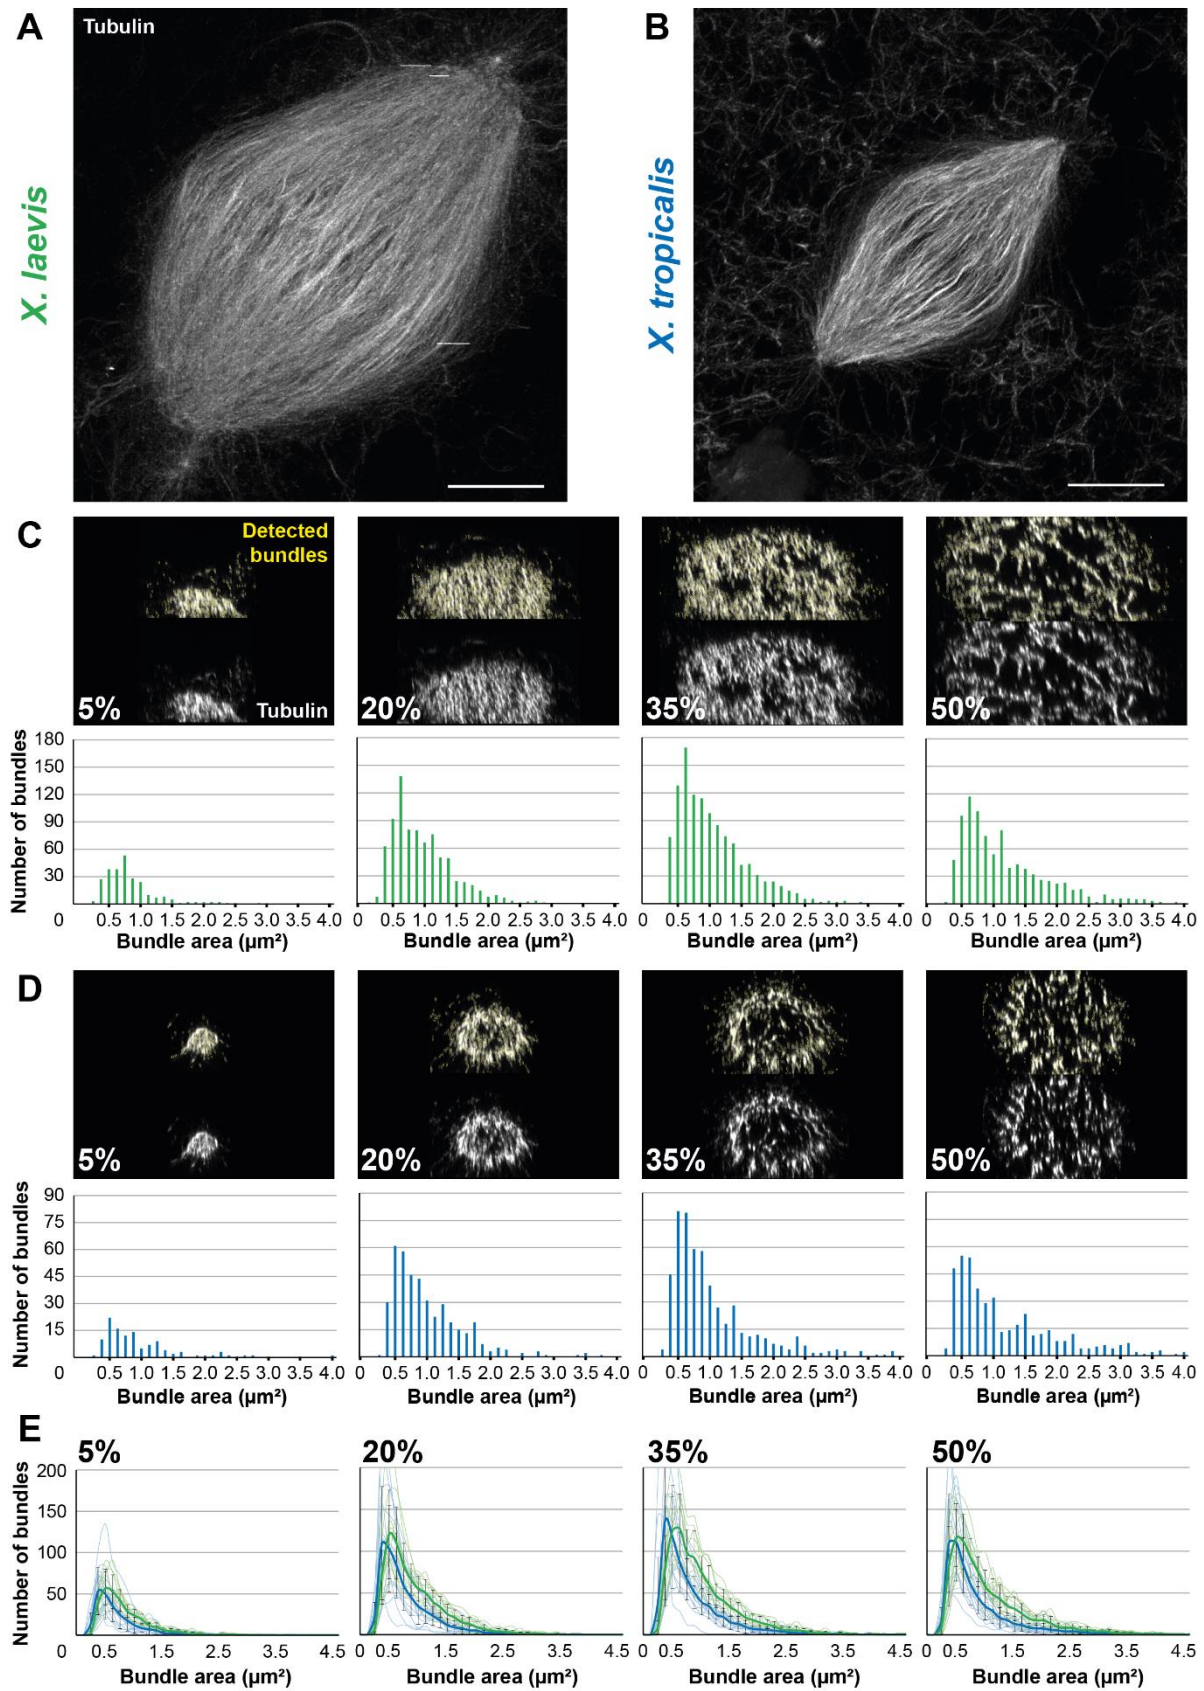 A
Tubulin
B
X. laevis
X. tropicalis
C
Detected
bundles
5%
Tubulin
20%
35%
50%
Number of bundles
180
150
120
90
60
30
0
0.5 1.0 1.5 2.0 2.5 3.0 3.5 4.0
0 0.5 1.0 1.5 2.0 2.5 3.0 3.5 4.0
0 0.5 1.0 1.5 2.0 2.5 3.0 3.5 4.0
0 0.5 1.0 1.5 2.0 2.5 3.0 3.5 4.0
Bundle area (µm²)
Bundle area (µm²)
Bundle area (µm²)
Bundle area (µm²)
D
5%
20%
35%
50%
Number of bundles
90
75
60
45
30
15
0
0.5 1.0 1.5 2.0 2.5 3.0 3.5 4.0
0 0.5 1.0 1.5 2.0 2.5 3.0 3.5 4.0
0 0.5 1.0 1.5 2.0 2.5 3.0 3.5 4.0
0 0.5 1.0 1.5 2.0 2.5 3.0 3.5 4.0
Bundle area (µm²)
Bundle area (µm²)
Bundle area (µm²)
Bundle area (µm²)
E
5%
20%
35%
50%
Number of bundles
200
150
100
50
0
0.5 1.5 2.5 3.5 4.5
0 0.5 1.5 2.5 3.5 4.5
0 0.5 1.5 2.5 3.5 4.5
0 0.5 1.5 2.5 3.5 4.5
Bundle area (µm²)
Bundle area (µm²)
Bundle area (µm²)
Bundle area (µm²)